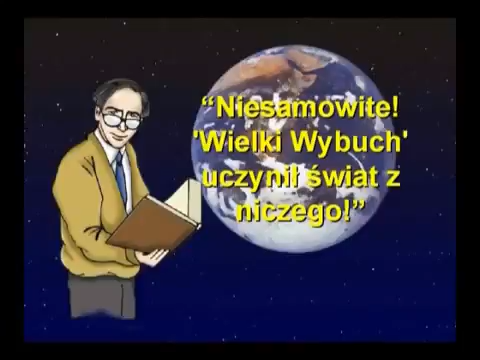 “Niesamowite!
'Wielki Wybuch'
uczynił świat z
niczego!”